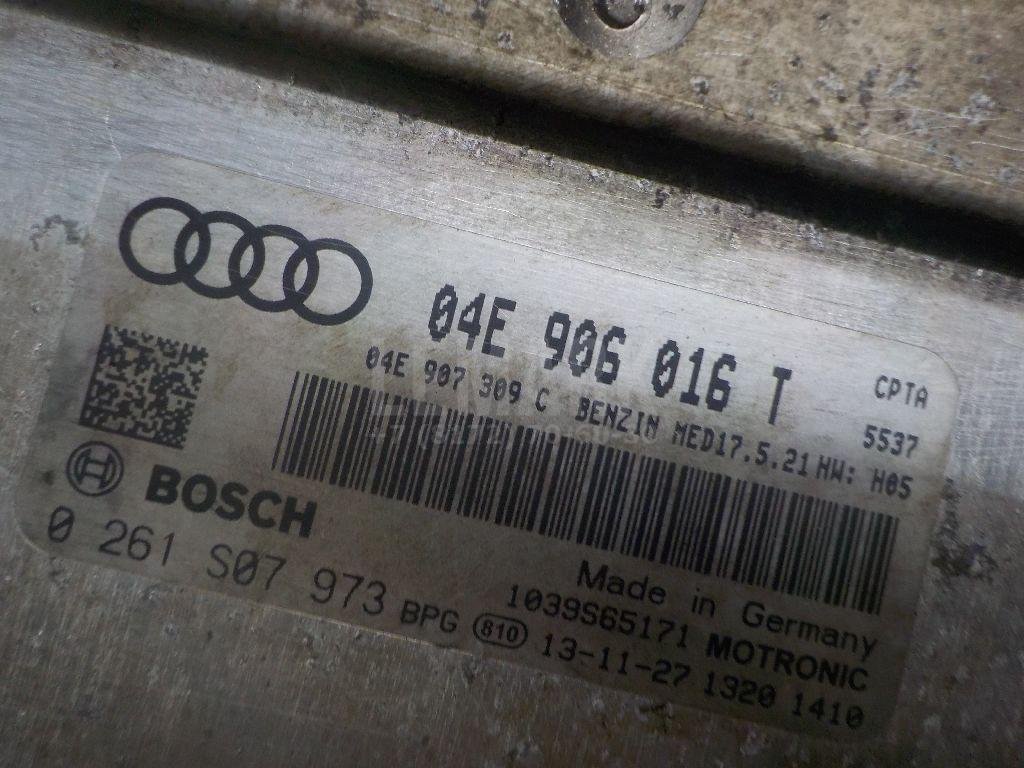 04E 906 016 T
CPTA
04E 907 309 C BENZIN MED17.5.21 HW: H05
5537
BOSCH
0 261 S07 973 BPG
Made in Germany
1039S65171 MOTRONIC
810 13-11-27 1320 1410